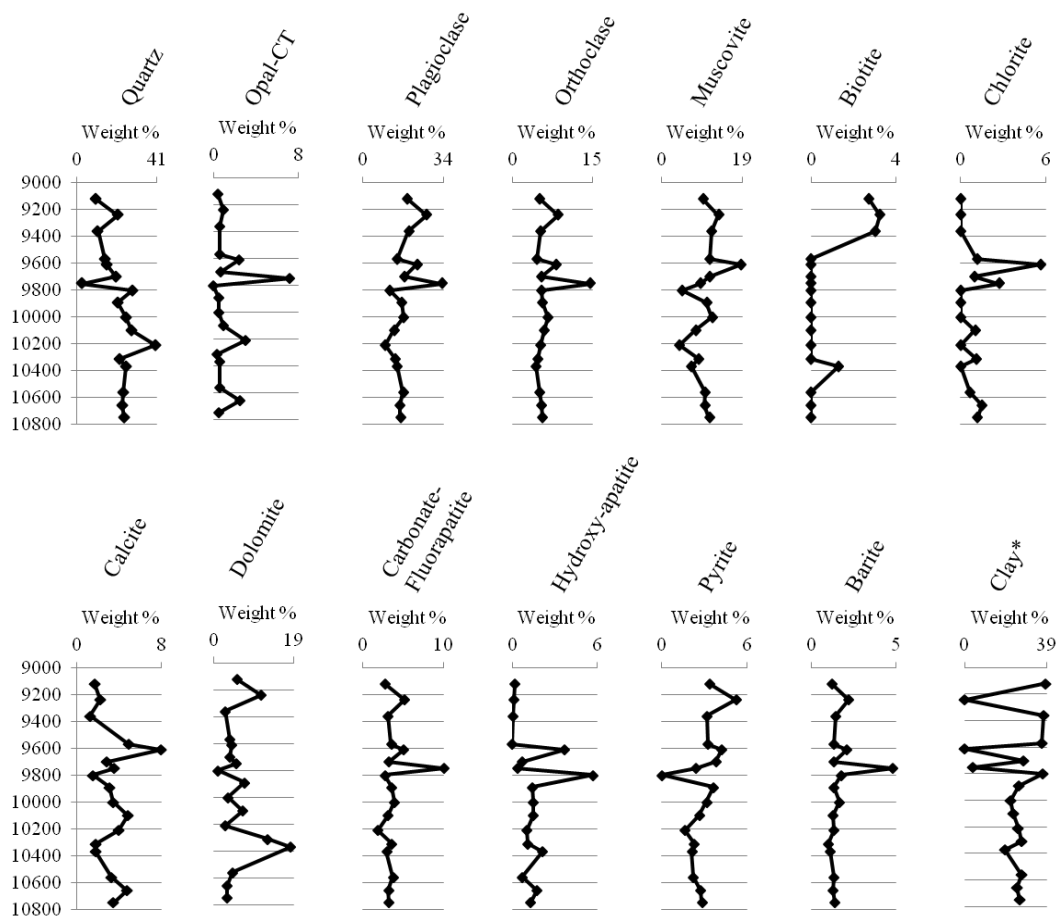 Quartz
Opal-CT
Plagioclase
Orthoclase
Muscovite
Biotite
Chlorite
Weight % Weight % Weight % Weight % Weight % Weight % Weight %
0 41 0 8 0 34 0 15 0 19 0 4 0 6
9000
9200
9400
9600
9800
10000
10200
10400
10600
10800
Calcite
Dolomite
Carbonate-
Fluorapatite
Hydroxy-apatite
Pyrite
Barite
Clay*
Weight % Weight % Weight % Weight % Weight % Weight % Weight %
0 8 0 19 0 10 0 6 0 6 0 5 0 39
9000
9200
9400
9600
9800
10000
10200
10400
10600
10800